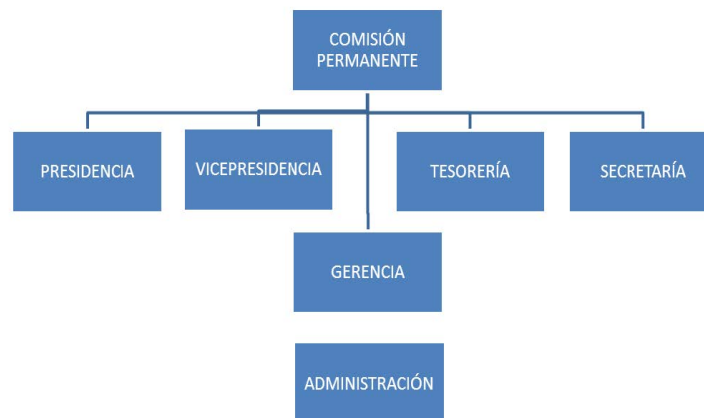 COMISIÓN
PERMANENTE
PRESIDENCIA
VICEPRESIDENCIA
TESORERÍA
SECRETARÍA
GERENCIA
ADMINISTRACIÓN